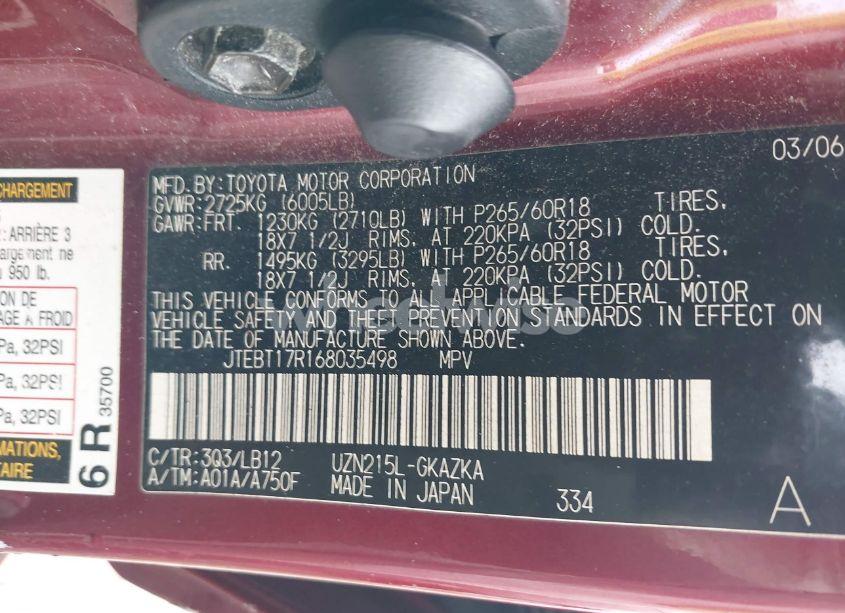 03/06
MFD.BY:TOYOTA MOTOR CORPORATION
GVWR:2725KG (6005LB)
GAWR:FRT. 1230KG (2710LB) WITH P265/60R18 TIRES,
18X7 1/2J RIMS, AT 220KPA (32PSI) COLD.
RR. 1495KG (3295LB) WITH P265/60R18 TIRES,
18X7 1/2J RIMS, AT 220KPA (32PSI) COLD.
THIS VEHICLE CONFORMS TO ALL APPLICABLE FEDERAL MOTOR
VEHICLE SAFETY AND THEFT PREVENTION STANDARDS IN EFFECT ON
THE DATE OF MANUFACTURE SHOWN ABOVE.
JTEBT17R168035498 MPV
C/TR:3Q3/LB12 UZN215L-GKAZKA
A/TM:A01A/A750F MADE IN JAPAN 334 A
CHARGEMENT
: ARRIÈRE 3
950 lb.
ION DE
AGE A FROID
Pa, 32PSI
Pa, 32PSI
Pa, 32PSI
MATIONS,
TAIRE
6 R 35700